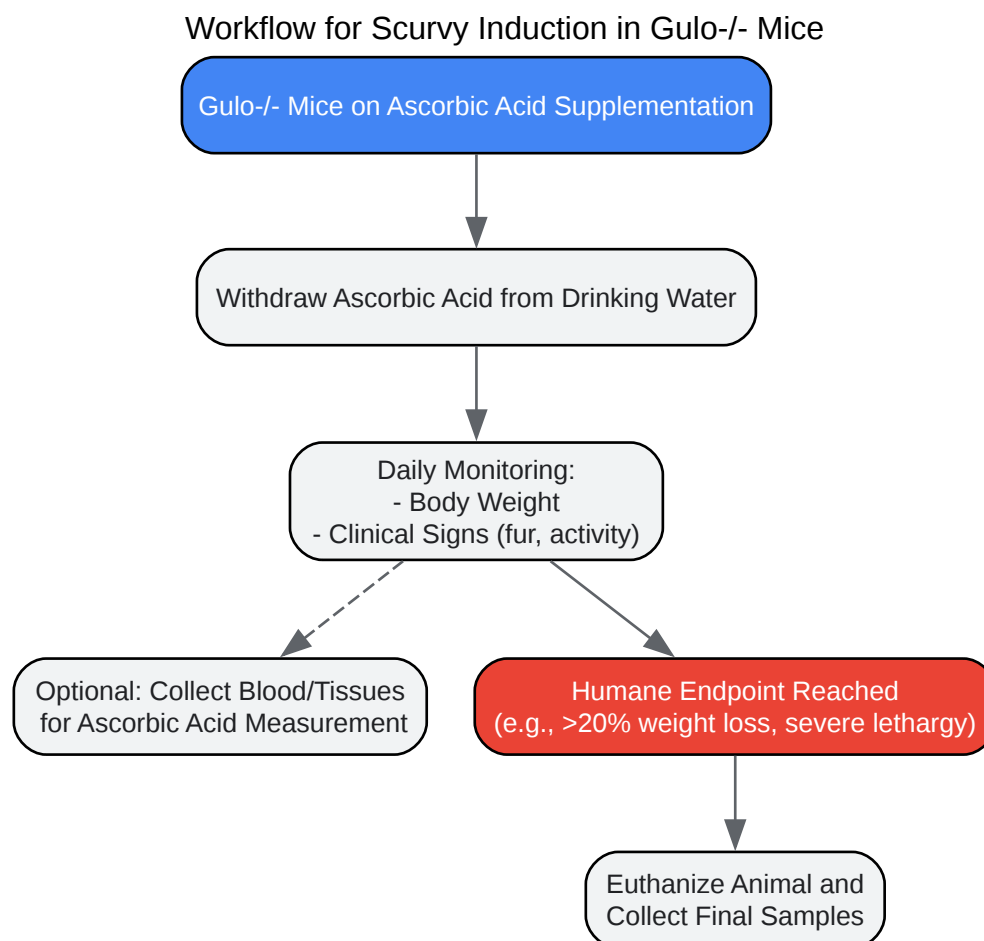 Workflow for Scurvy Induction in Gulo-/- Mice
Gulo-/- Mice on Ascorbic Acid Supplementation
Withdraw Ascorbic Acid from Drinking Water
Daily Monitoring:
- Body Weight
- Clinical Signs (fur, activity)
Optional: Collect Blood/Tissues
for Ascorbic Acid Measurement
Humane Endpoint Reached
(e.g., >20% weight loss, severe lethargy)
Euthanize Animal and
Collect Final Samples